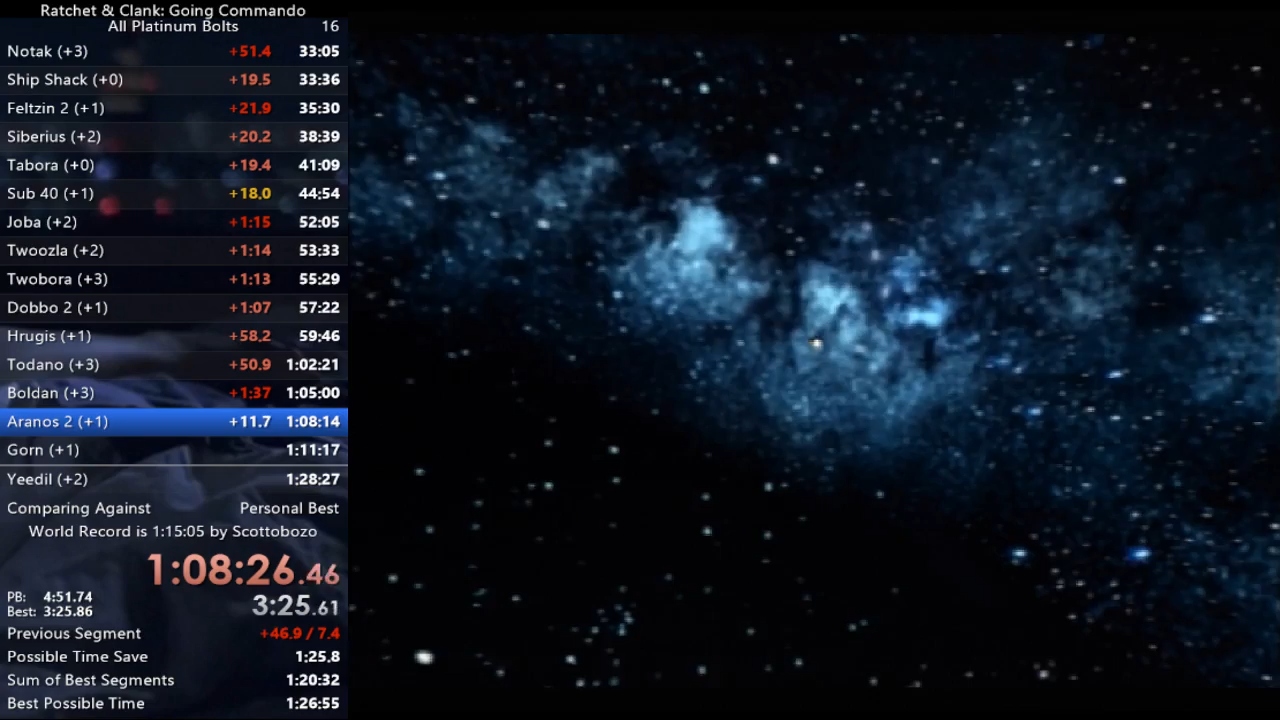 Ratchet & Clank: Going Commando
All Platinum Bolts 16
Notak (+3) +51.4 33:05
Ship Shack (+0) +19.5 33:36
Feltzin 2 (+1) +21.9 35:30
Siberius (+2) +20.2 38:39
Tabora (+0) +19.4 41:09
Sub 40 (+1) +18.0 44:54
Joba (+2) +1:15 52:05
Twoozla (+2) +1:14 53:33
Twobora (+3) +1:13 55:29
Dobbo 2 (+1) +1:07 57:22
Hrugis (+1) +58.2 59:46
Todano (+3) +50.9 1:02:21
Boldan (+3) +1:37 1:05:00
Aranos 2 (+1) +11.7 1:08:14
Gorn (+1) 1:11:17
Yeedil (+2) 1:28:27
Comparing Against Personal Best
World Record is 1:15:05 by Scottobozo
1:08:26.46
PB: 4:51.74
Best: 3:25.86
3:25.61
Previous Segment +46.9 / 7.4
Possible Time Save 1:25.8
Sum of Best Segments 1:20:32
Best Possible Time 1:26:55